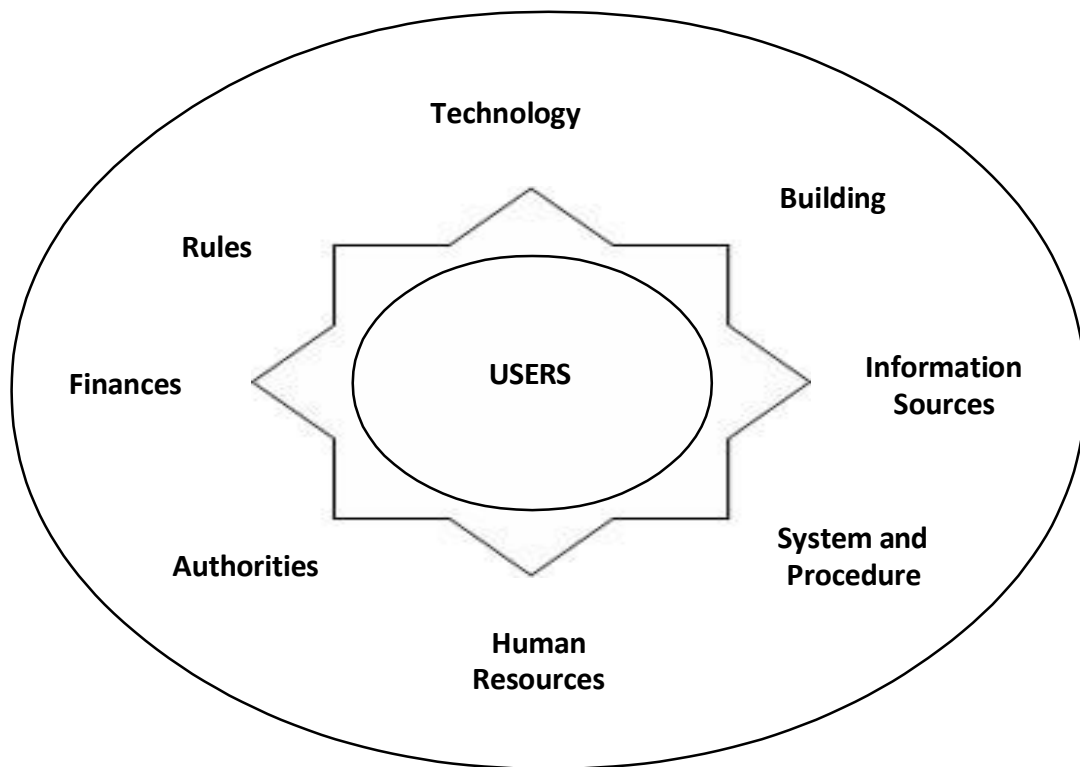 Technology
Building
Rules
USERS
Finances
Information
Sources
System and
Procedure
Authorities
Human
Resources